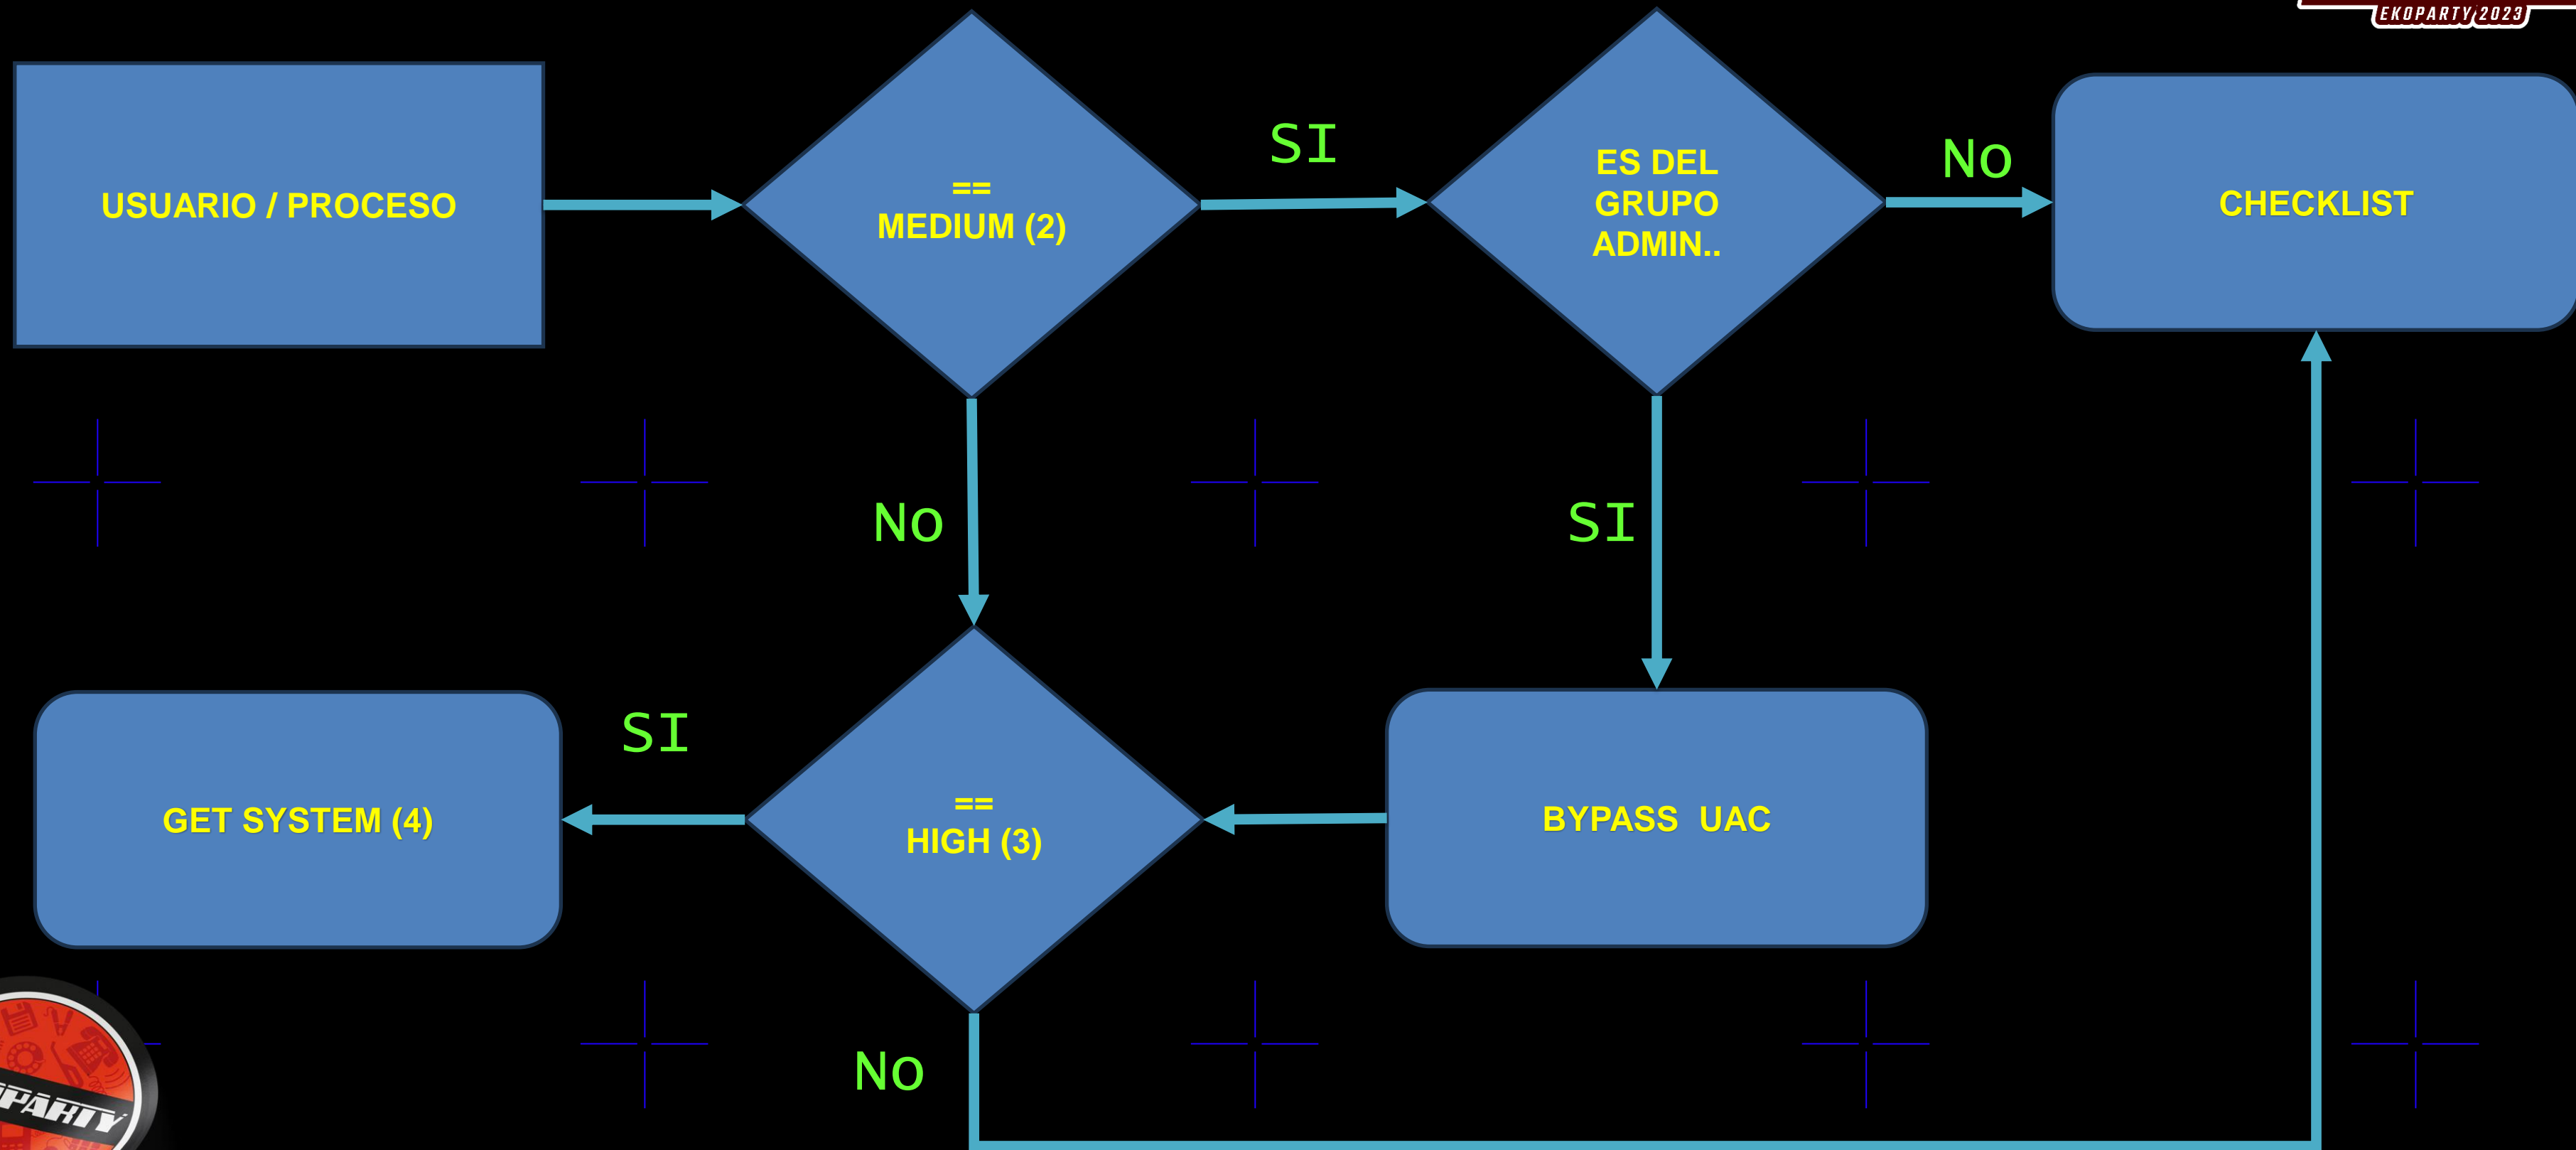 EKOPARTY/2023
USUARIO / PROCESO
==
MEDIUM (2)
SI
ES DEL
GRUPO
ADMIN..
No
CHECKLIST
No
SI
GET SYSTEM (4)
SI
==
HIGH (3)
BYPASS  UAC
No